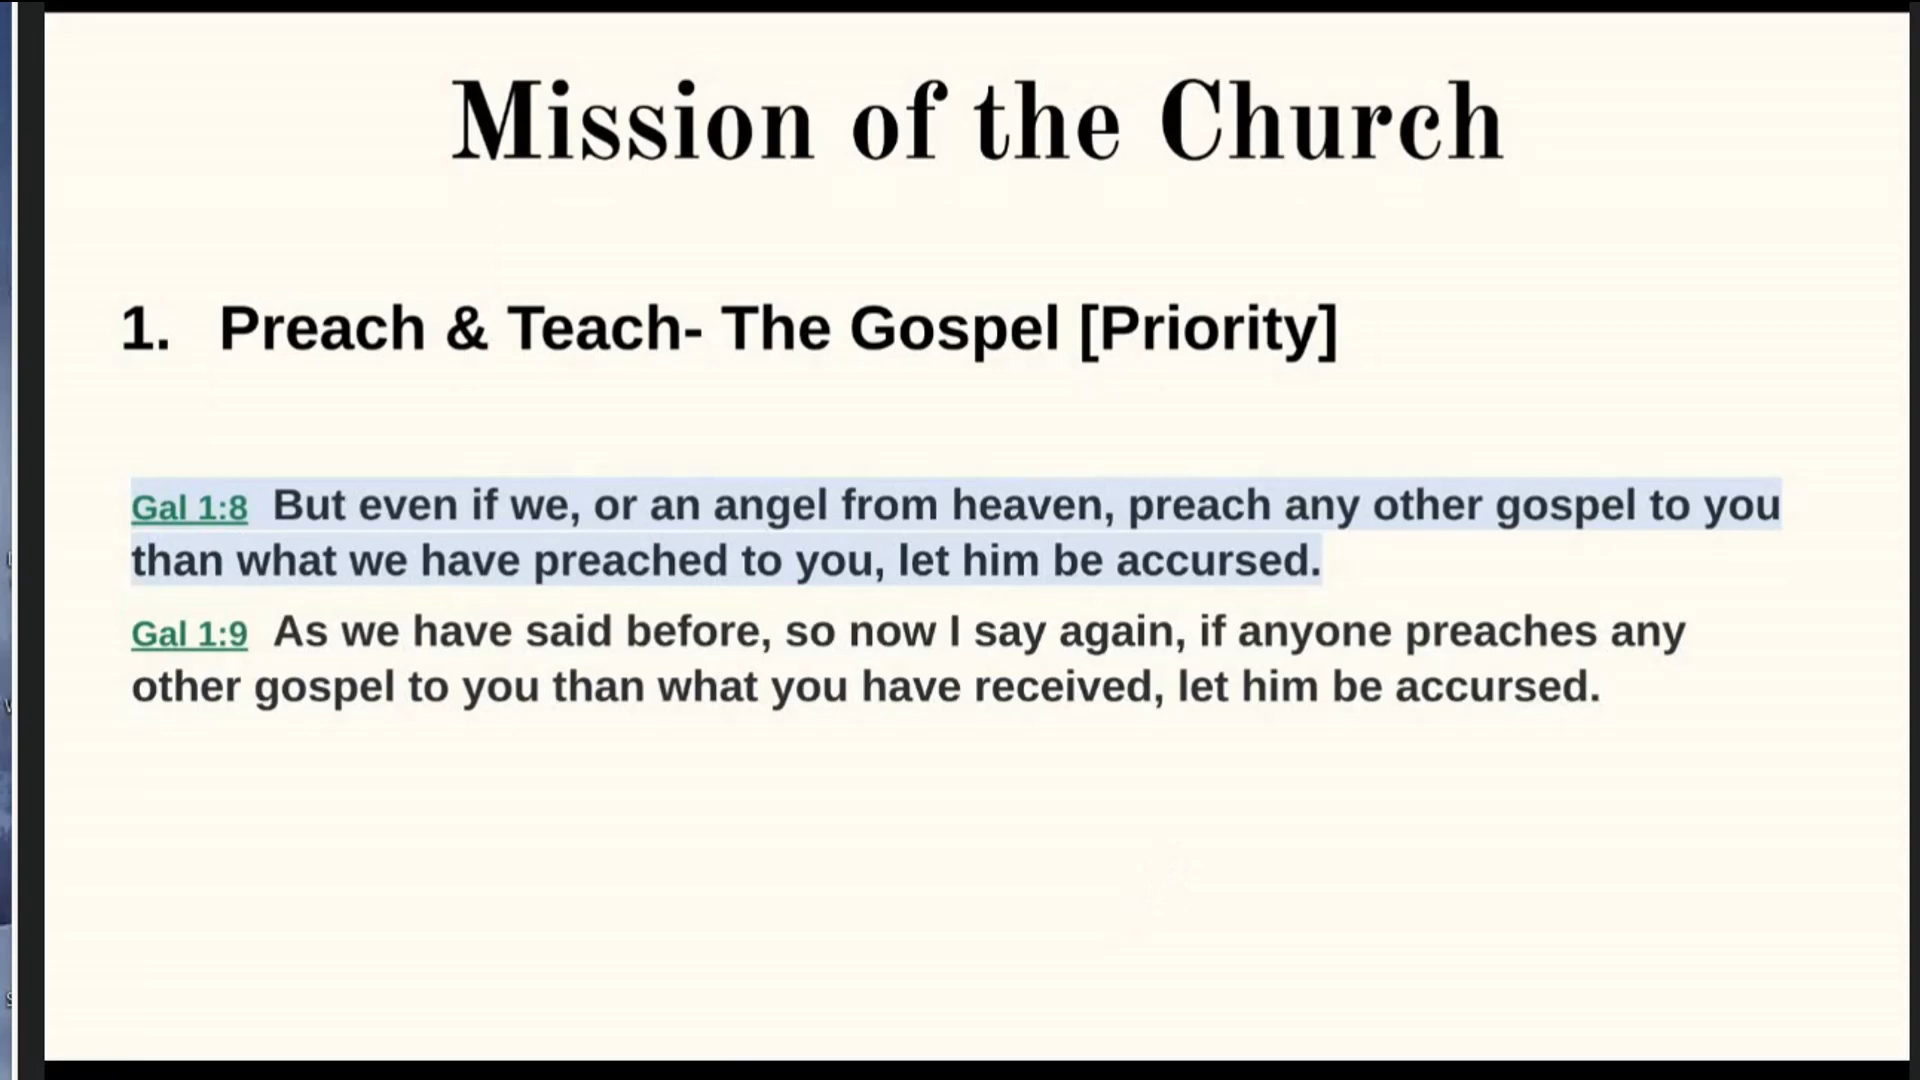 Mission of the Church
1. Preach & Teach- The Gospel [Priority]
Gal 1:8 But even if we, or an angel from heaven, preach any other gospel to you
than what we have preached to you, let him be accursed.
Gal 1:9 As we have said before, so now I say again, if anyone preaches any
other gospel to you than what you have received, let him be accursed.